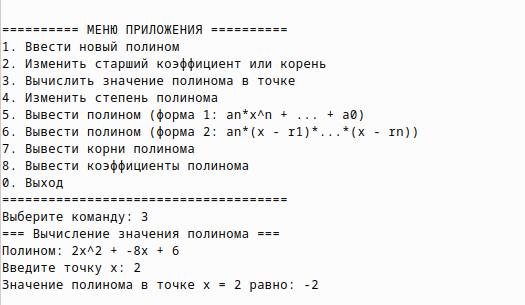 ========== МЕНЮ ПРИЛОЖЕНИЯ ==========
1. Ввести новый полином
2. Изменить старший коэффициент или корень
3. Вычислить значение полинома в точке
4. Изменить степень полинома
5. Вывести полином (форма 1: an*x^n + ... + a0)
6. Вывести полином (форма 2: an*(x - r1)*...*(x - rn))
7. Вывести корни полинома
8. Вывести коэффициенты полинома
0. Выход
=====================================
Выберите команду: 3
=== Вычисление значения полинома ===
Полином: 2x^2 + -8x + 6
Введите точку x: 2
Значение полинома в точке x = 2 равно: -2